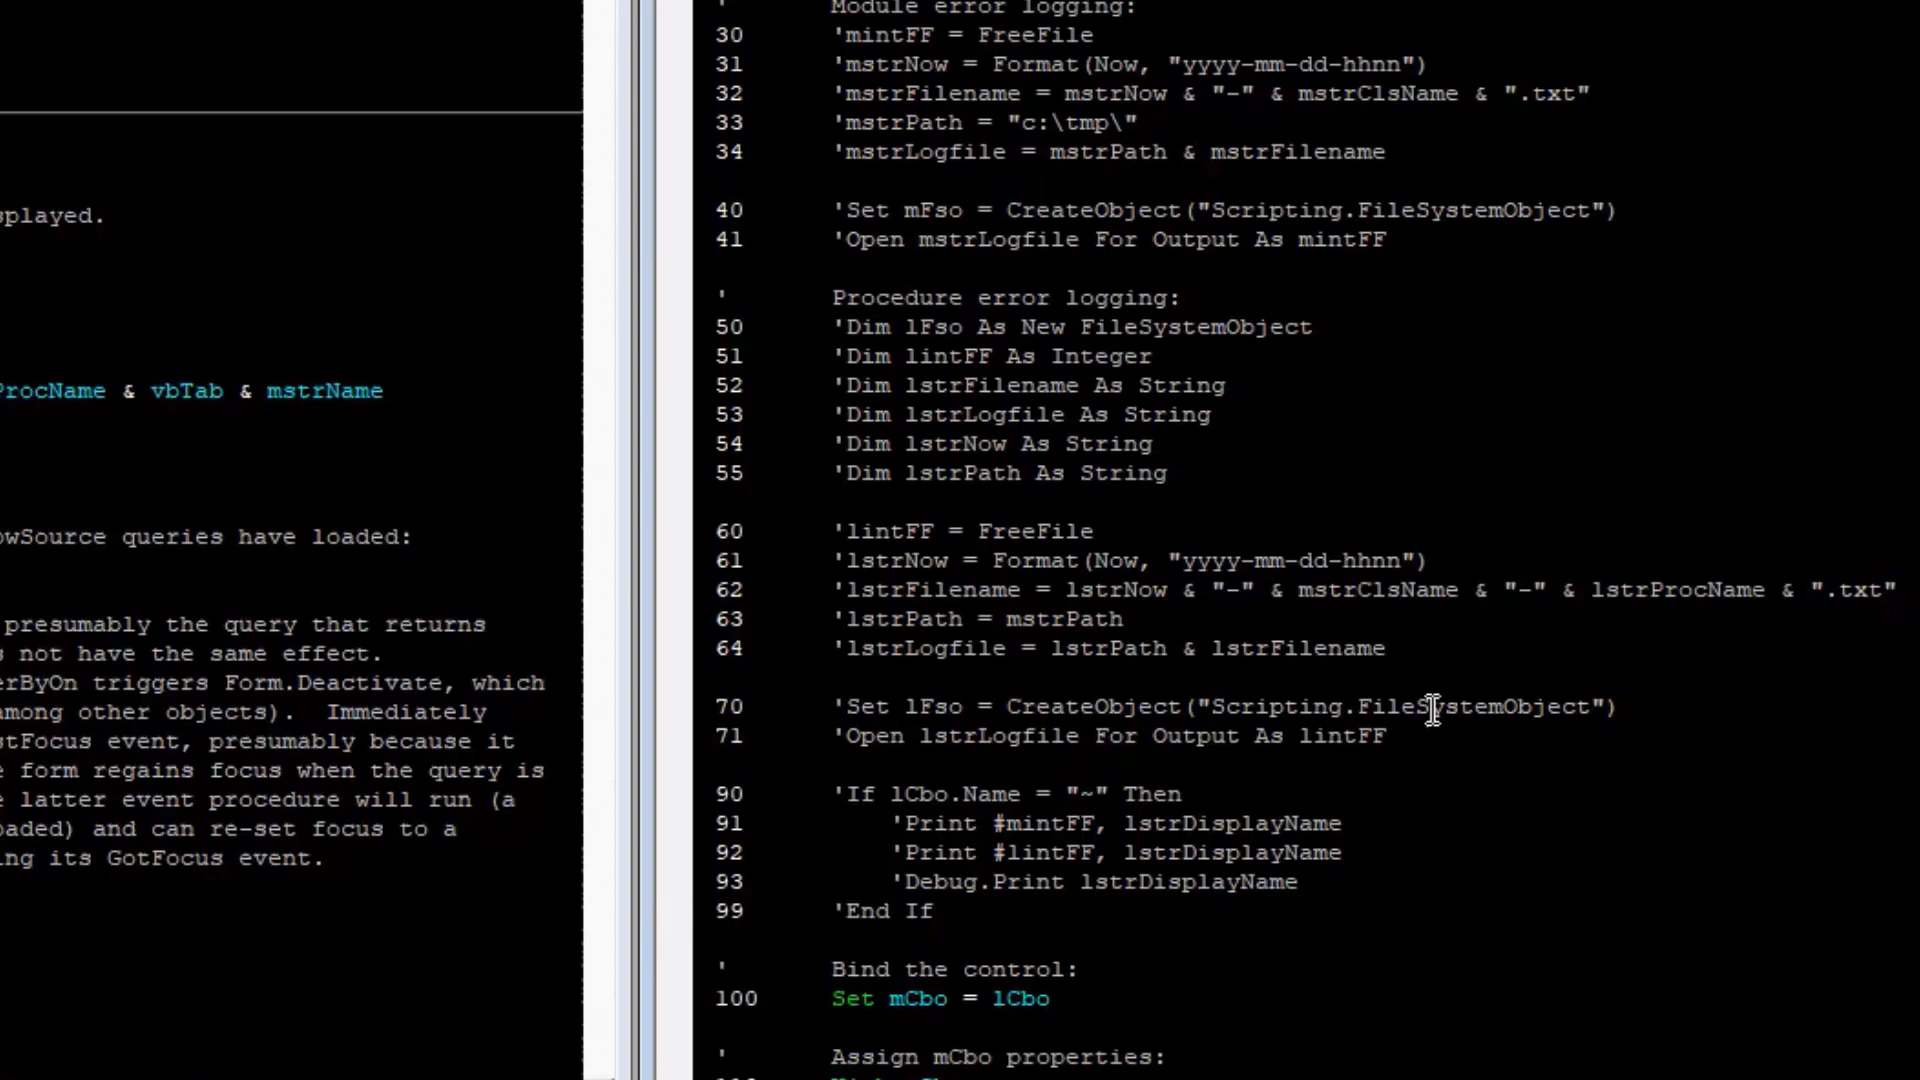 splayed.
ProcName & vbTab & mstrName
owSource queries have loaded:
presumably the query that returns
s not have the same effect.
erByOn triggers Form.Deactivate, which
among other objects).  Immediately
stFocus event, presumably because it
e form regains focus when the query is
e latter event procedure will run (a
oaded) and can re-set focus to a
ing its GotFocus event.
'       Module error logging:
30      'mintFF = FreeFile
31      'mstrNow = Format(Now, "yyyy-mm-dd-hhnn")
32      'mstrFilename = mstrNow & "-" & mstrClsName & ".txt"
33      'mstrPath = "c:\tmp\"
34      'mstrLogfile = mstrPath & mstrFilename
40      'Set mFso = CreateObject("Scripting.FileSystemObject")
41      'Open mstrLogfile For Output As mintFF
'       Procedure error logging:
50      'Dim lFso As New FileSystemObject
51      'Dim lintFF As Integer
52      'Dim lstrFilename As String
53      'Dim lstrLogfile As String
54      'Dim lstrNow As String
55      'Dim lstrPath As String
60      'lintFF = FreeFile
61      'lstrNow = Format(Now, "yyyy-mm-dd-hhnn")
62      'lstrFilename = lstrNow & "-" & mstrClsName & "-" & lstrProcName & ".txt"
63      'lstrPath = mstrPath
64      'lstrLogfile = lstrPath & lstrFilename
70      'Set lFso = CreateObject("Scripting.FileSystemObject")
71      'Open lstrLogfile For Output As lintFF
90      'If lCbo.Name = "~" Then
91          'Print #mintFF, lstrDisplayName
92          'Print #lintFF, lstrDisplayName
93          'Debug.Print lstrDisplayName
99      'End If
'       Bind the control:
100     Set mCbo = lCbo
'       Assign mCbo properties: